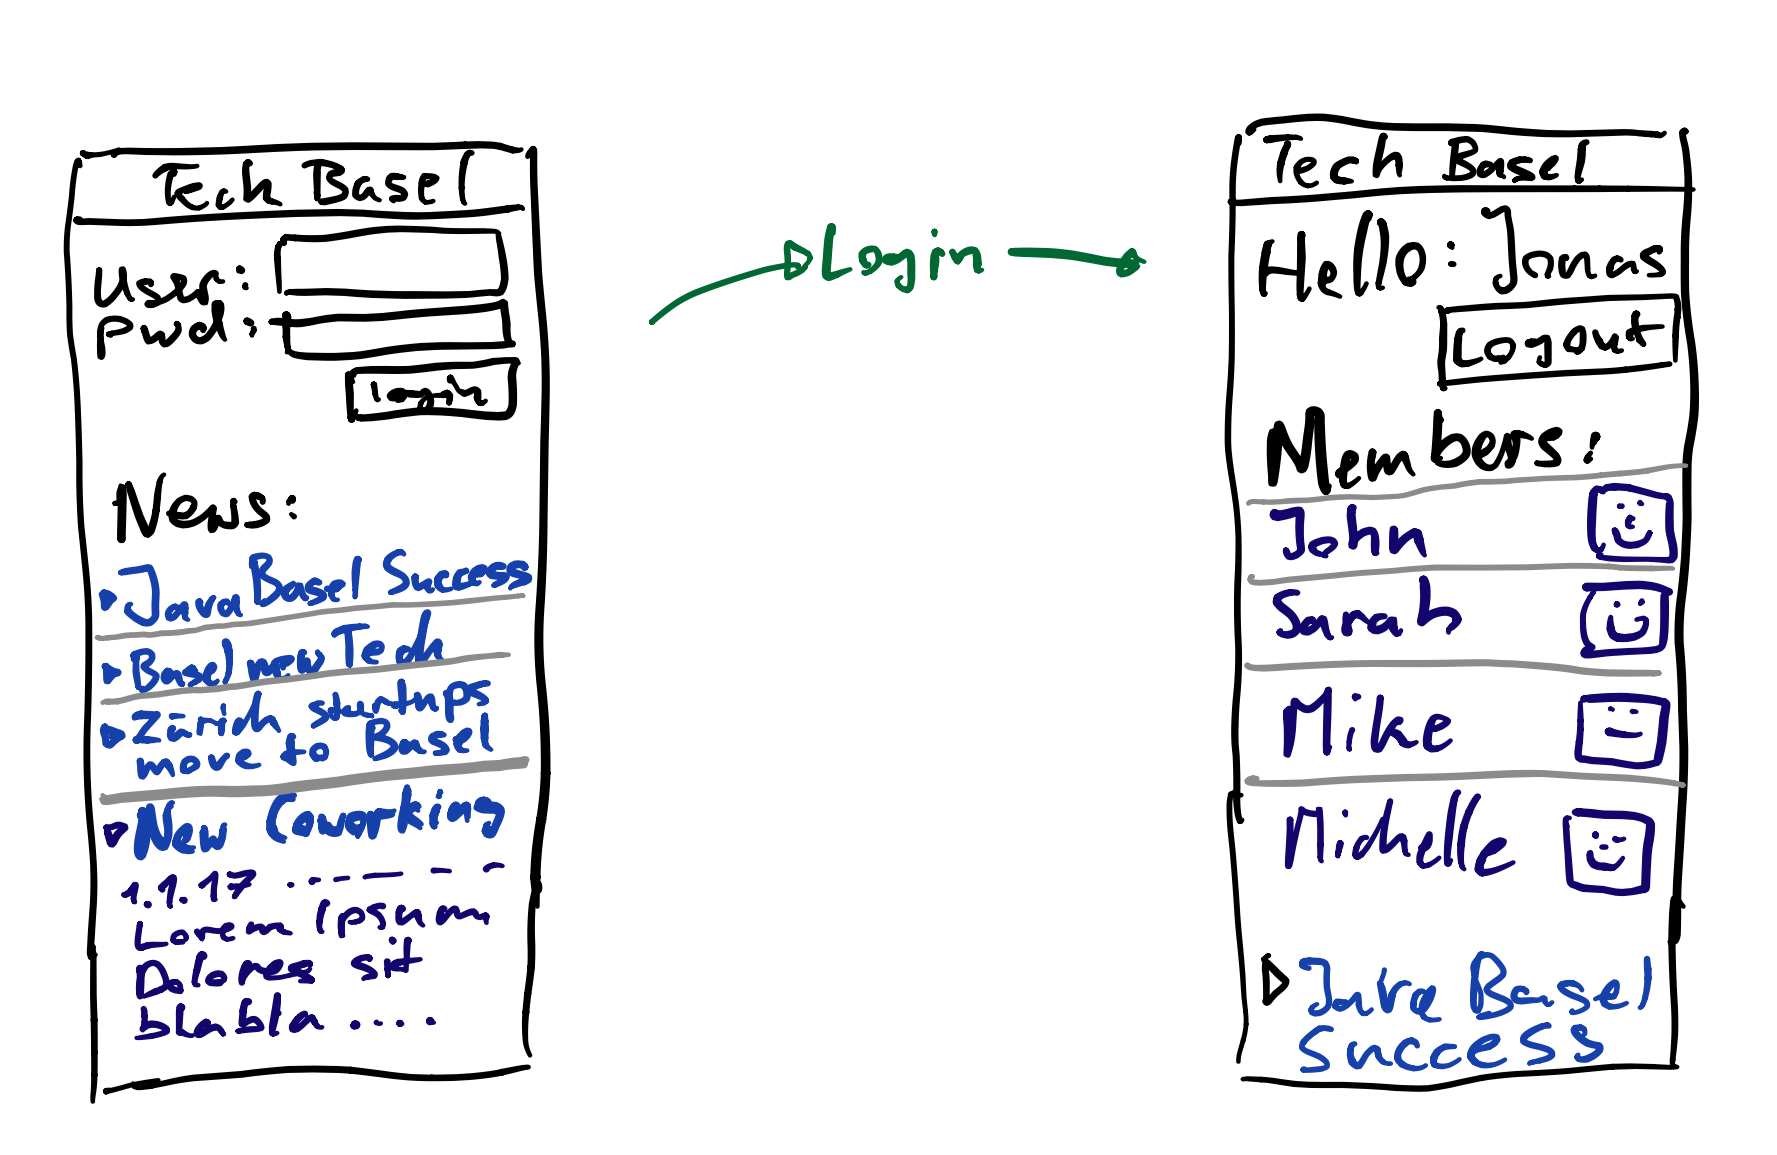 Tech Basel
User:
pwd:
login
News:
Java Basel Success
Basel new Tech
Zürich startups
move to Basel
New Coworking
1.1.17 ........
Lorem Ipsum
Dolores sit
blabla ....
Login
Tech Basel
Hello: Jonas
Logout
Members:
John
Sarah
Mike
Michelle
Java Basel
Success